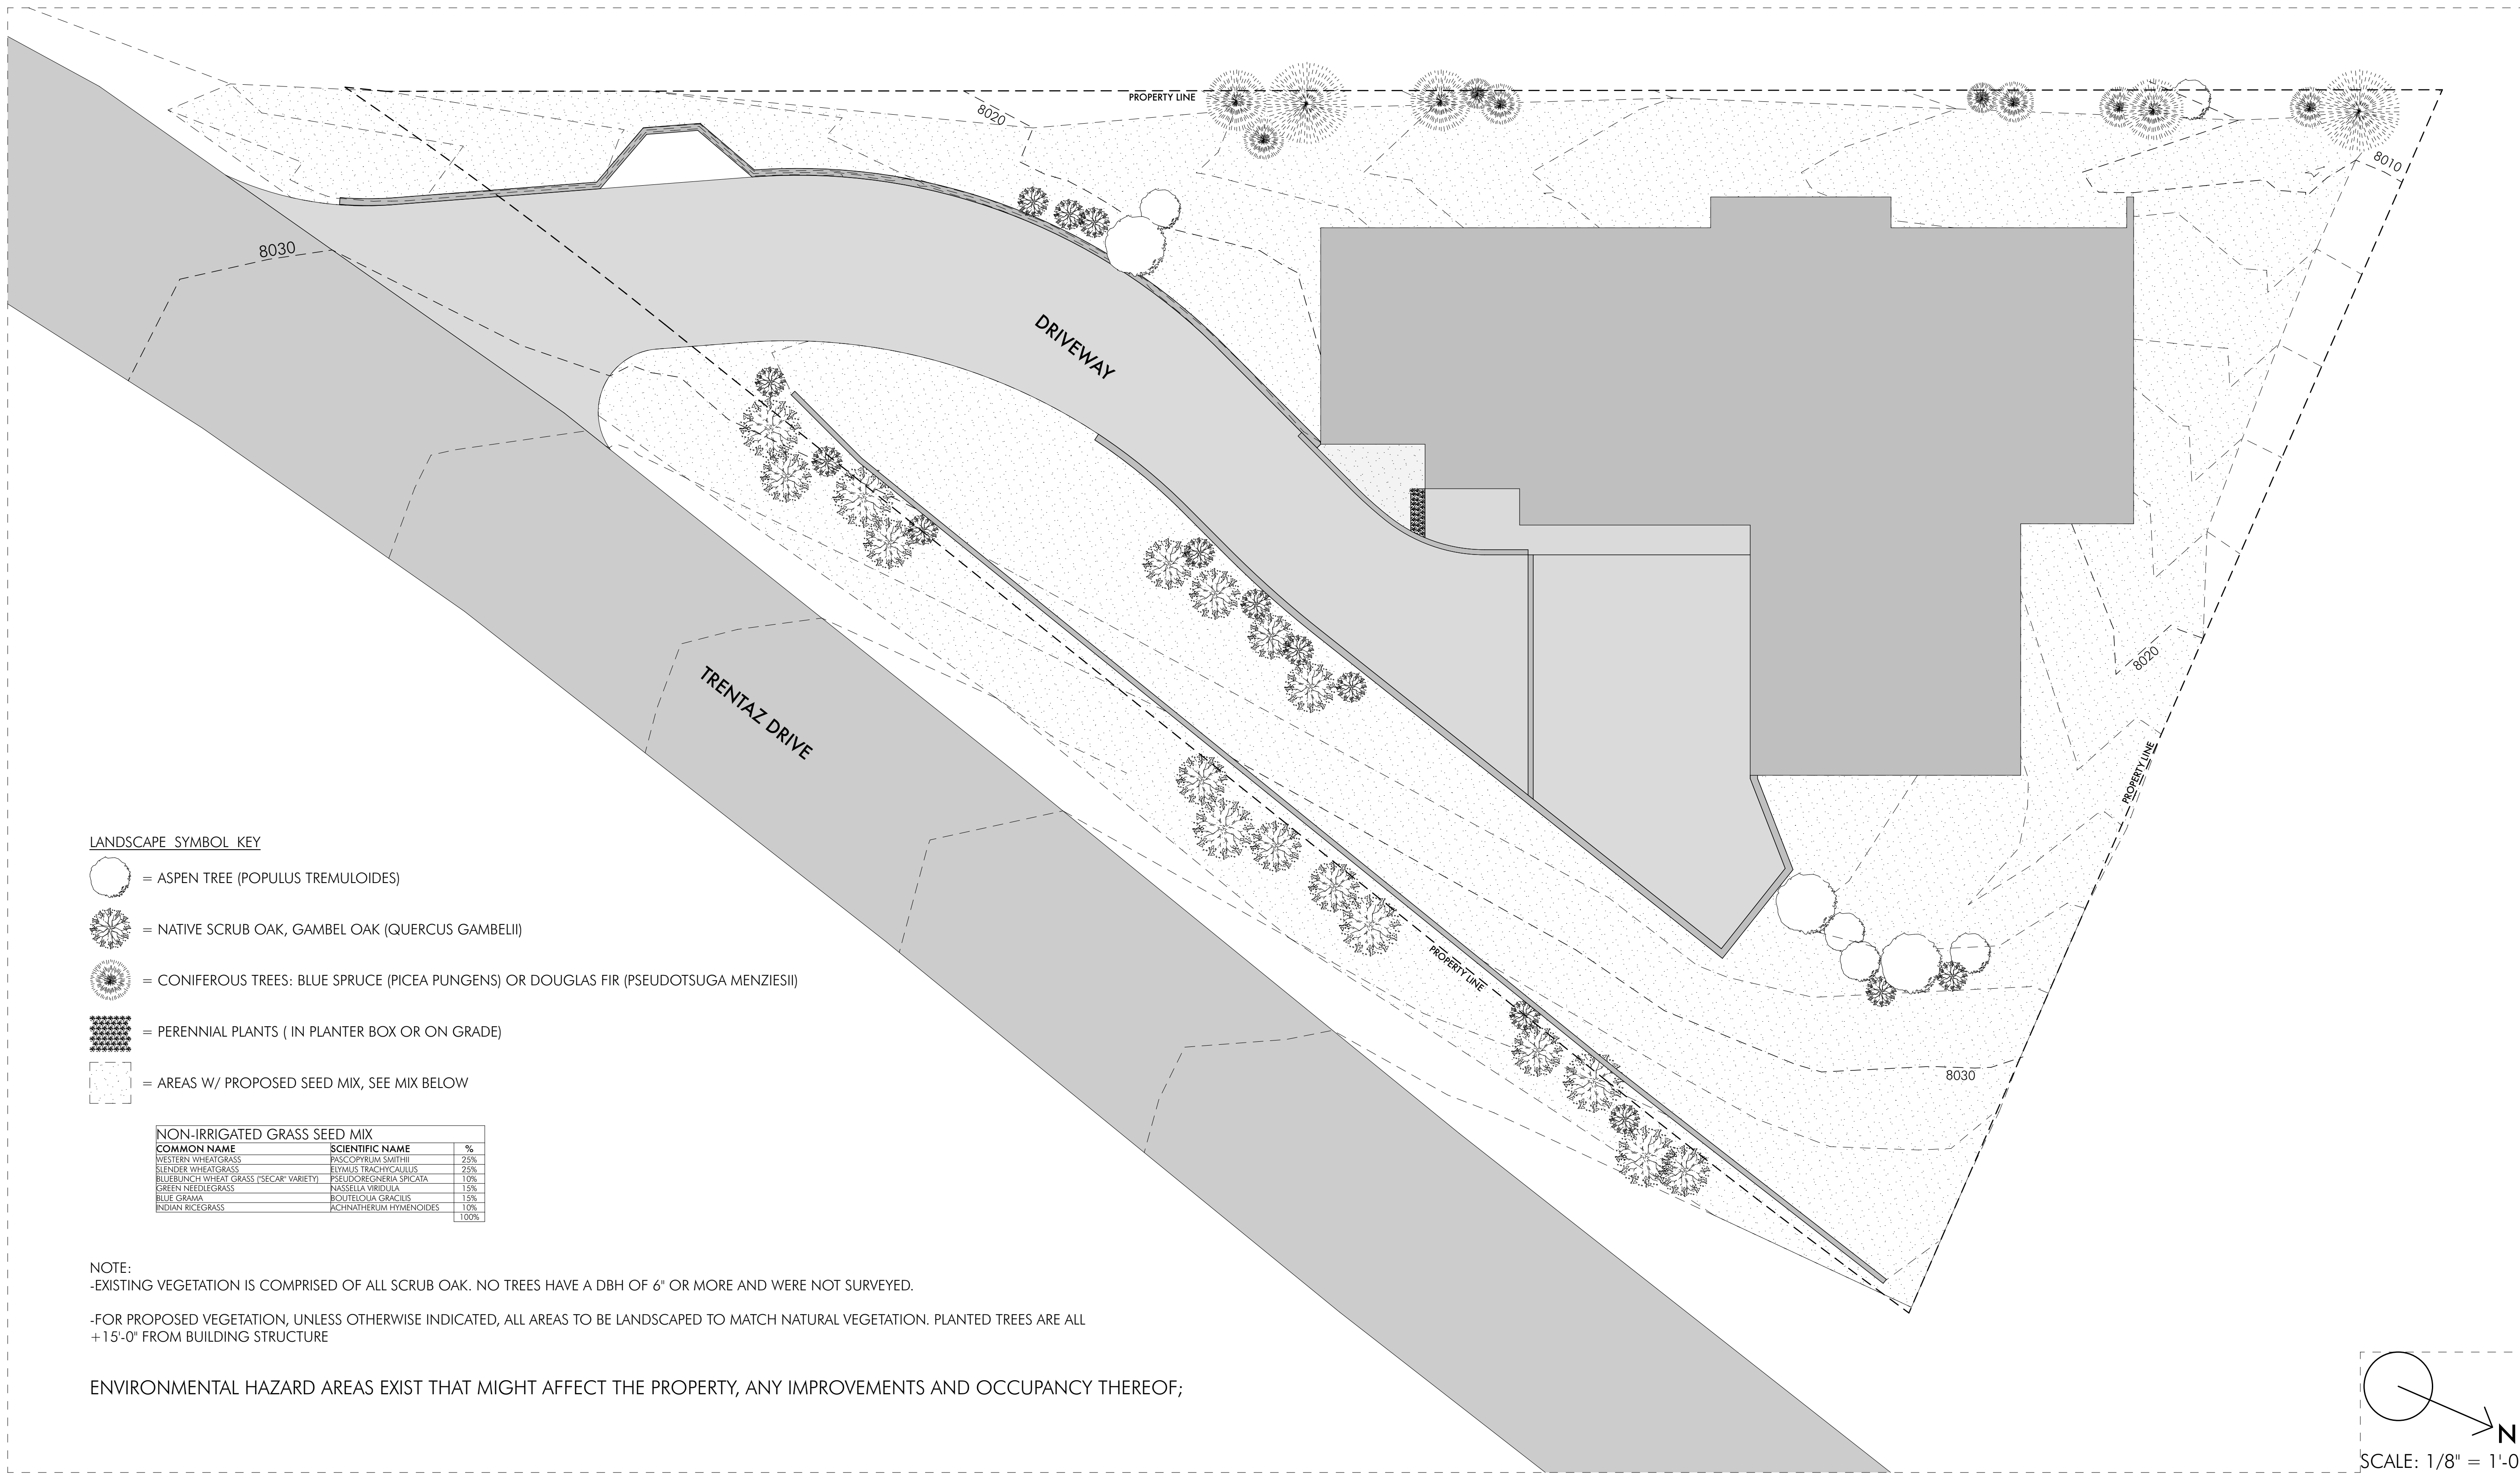 PROPERTY LINE
8020
8010
8030
DRIVEWAY
TRENTAZ DRIVE
8020
PROPERTY LINE
PROPERTY LINE
8030
LANDSCAPE SYMBOL KEY
= ASPEN TREE (POPULUS TREMULOIDES)
= NATIVE SCRUB OAK, GAMBEL OAK (QUERCUS GAMBELII)
= CONIFEROUS TREES: BLUE SPRUCE (PICEA PUNGENS) OR DOUGLAS FIR (PSEUDOTSUGA MENZIESII)
= PERENNIAL PLANTS ( IN PLANTER BOX OR ON GRADE)
= AREAS W/ PROPOSED SEED MIX, SEE MIX BELOW
NON-IRRIGATED GRASS SEED MIX
COMMON NAME SCIENTIFIC NAME %
WESTERN WHEATGRASS PASCOPYRUM SMITHII 25%
SLENDER WHEATGRASS ELYMUS TRACHYCAULUS 25%
BLUEBUNCH WHEAT GRASS ("SECAR" VARIETY) PSEUDOREGNERIA SPICATA 10%
GREEN NEEDLEGRASS NASSELLA VIRIDULA 15%
BLUE GRAMA BOUTELOUA GRACILIS 15%
INDIAN RICEGRASS ACHNATHERUM HYMENOIDES 10%
100%
NOTE:
-EXISTING VEGETATION IS COMPRISED OF ALL SCRUB OAK. NO TREES HAVE A DBH OF 6" OR MORE AND WERE NOT SURVEYED.
-FOR PROPOSED VEGETATION, UNLESS OTHERWISE INDICATED, ALL AREAS TO BE LANDSCAPED TO MATCH NATURAL VEGETATION. PLANTED TREES ARE ALL
+15'-0" FROM BUILDING STRUCTURE
ENVIRONMENTAL HAZARD AREAS EXIST THAT MIGHT AFFECT THE PROPERTY, ANY IMPROVEMENTS AND OCCUPANCY THEREOF;
N
SCALE: 1/8" = 1'-0